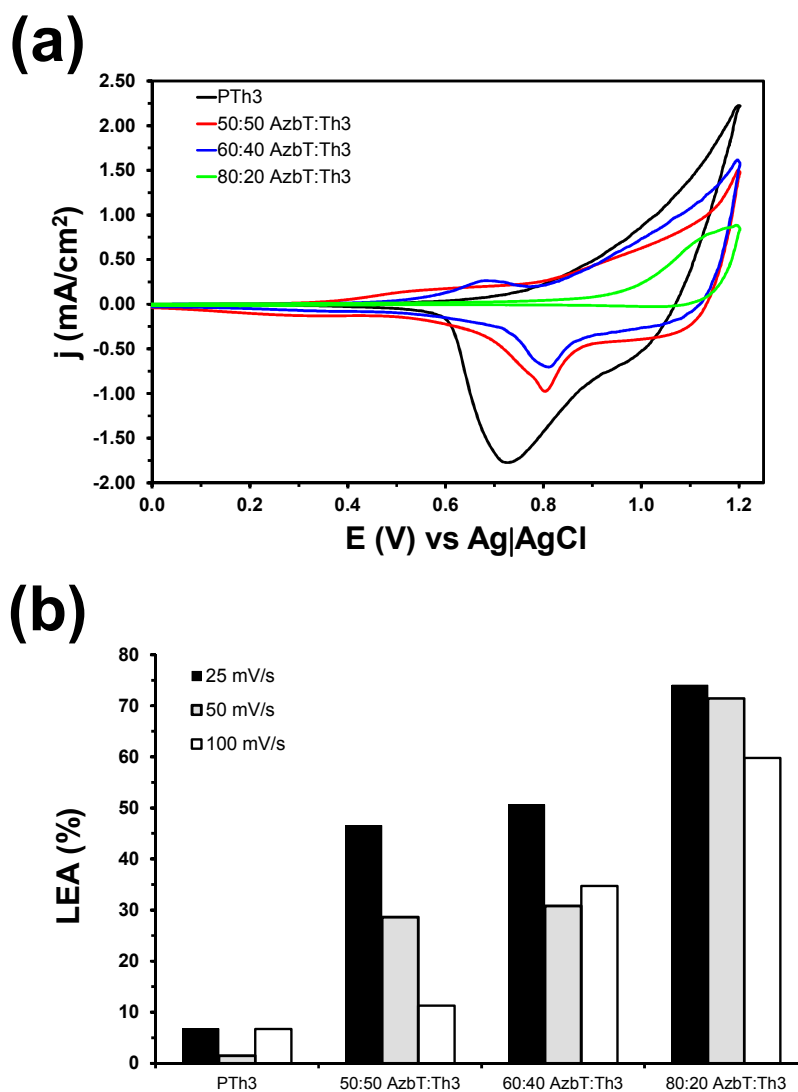 (a)
2.50
2.00
1.50
1.00
0.50
0.00
-0.50
-1.00
-1.50
-2.00
j (mA/cm²)
PTh3
50:50 AzbT:Th3
60:40 AzbT:Th3
80:20 AzbT:Th3
0.0 0.2 0.4 0.6 0.8 1.0 1.2
E (V) vs Ag|AgCl
(b)
80
70
60
50
40
30
20
10
0
LEA (%)
25 mV/s
50 mV/s
100 mV/s
PTh3 50:50 AzbT:Th3 60:40 AzbT:Th3 80:20 AzbT:Th3